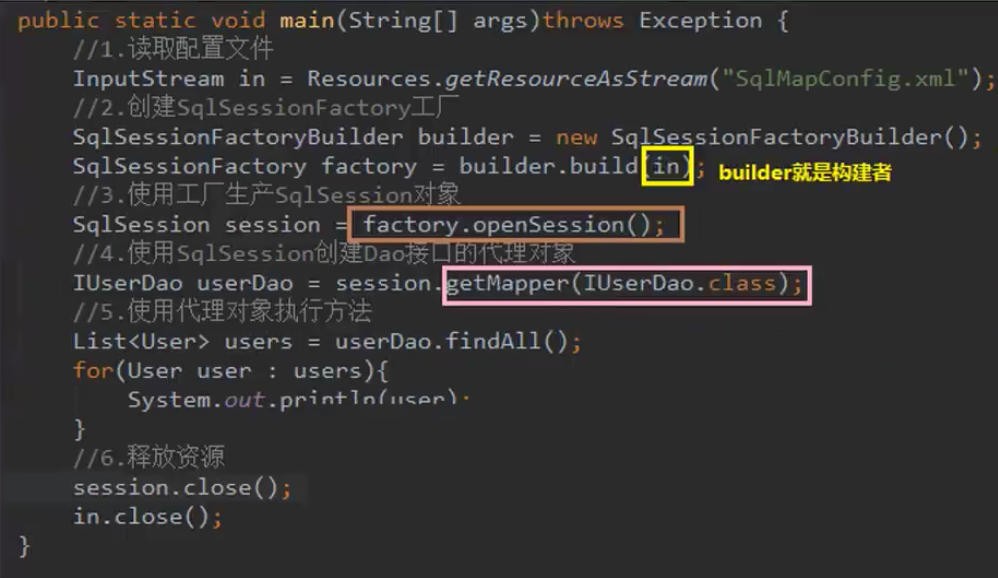 public static void main(String[] args)throws Exception {
//1.读取配置文件
InputStream in = Resources.getResourceAsStream("SqlMapConfig.xml");
//2.创建SqlSessionFactory工厂
SqlSessionFactoryBuilder builder = new SqlSessionFactoryBuilder();
SqlSessionFactory factory = builder.build(in); builder就是构建者
//3.使用工厂生产SqlSession对象
SqlSession session = factory.openSession();
//4.使用SqlSession创建Dao接口的代理对象
IUserDao userDao = session.getMapper(IUserDao.class);
//5.使用代理对象执行方法
List<User> users = userDao.findAll();
for(User user : users){
System.out.println(user);
}
//6.释放资源
session.close();
in.close();
}